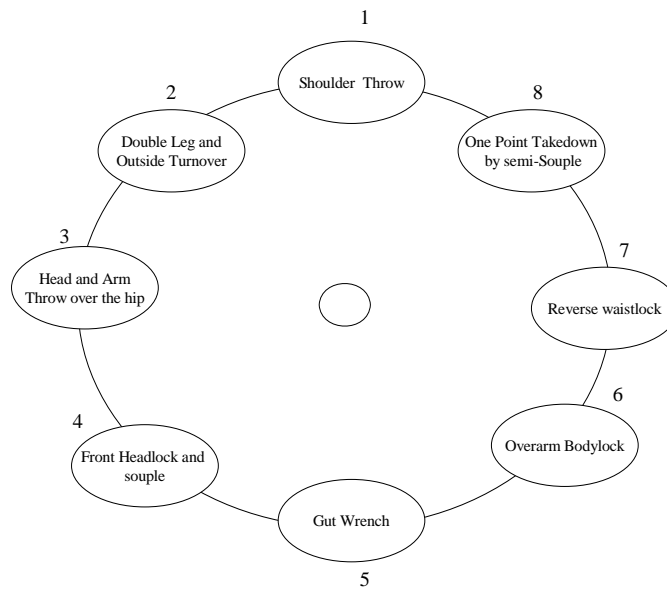 1
Shoulder Throw
2
Double Leg and
Outside Turnover
3
Head and Arm
Throw over the hip
4
Front Headlock and
souple
5
Gut Wrench
6
Overarm Bodylock
7
Reverse waistlock
8
One Point Takedown
by semi-Souple